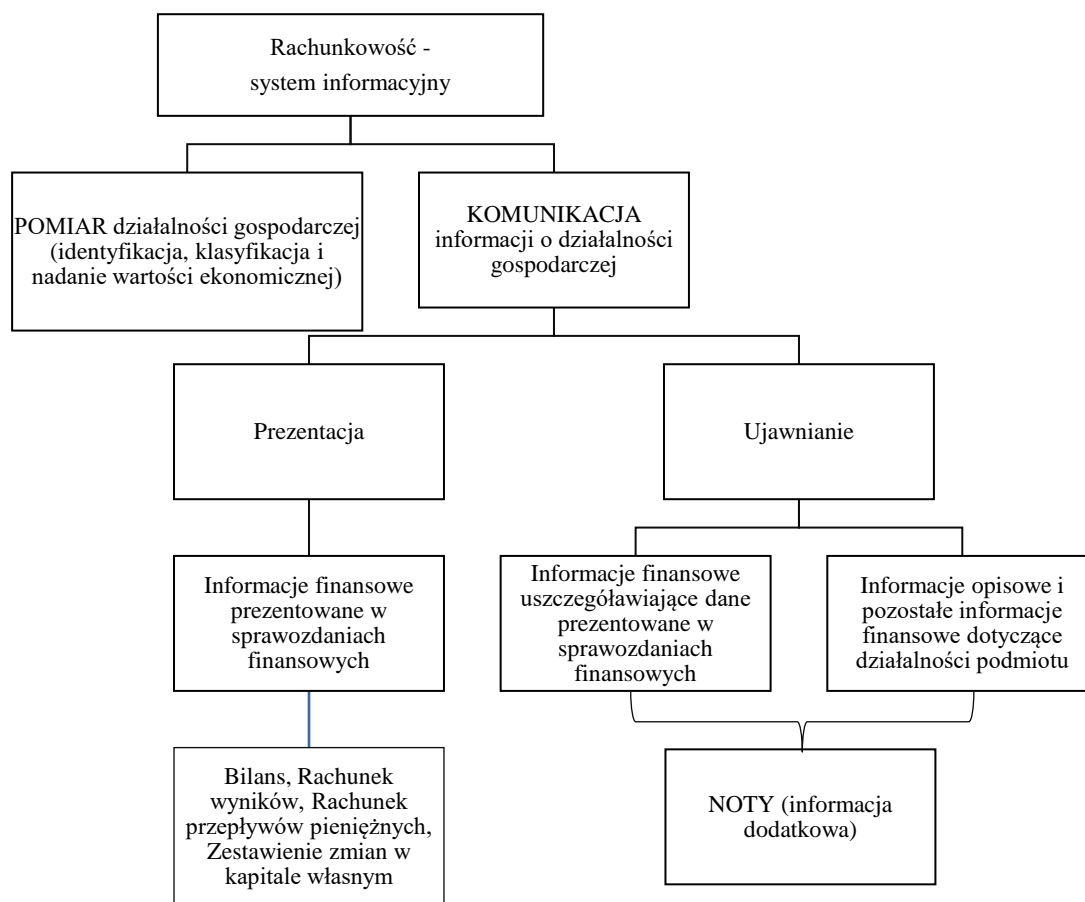 Rachunkowość -
system informacyjny
POMIAR działalności gospodarczej
(identyfikacja, klasyfikacja i
nadanie wartości ekonomicznej)
KOMUNIKACJA
informacji o działalności
gospodarczej
Prezentacja
Ujawnianie
Informacje finansowe
prezentowane w
sprawozdaniach
finansowych
Informacje finansowe
uszczegóławiające dane
prezentowane w
sprawozdaniach
finansowych
Informacje opisowe i
pozostałe informacje
finansowe dotyczące
działalności podmiotu
Bilans, Rachunek
wyników, Rachunek
przepływów pieniężnych,
Zestawienie zmian w
kapitale własnym
NOTY (informacja
dodatkowa)